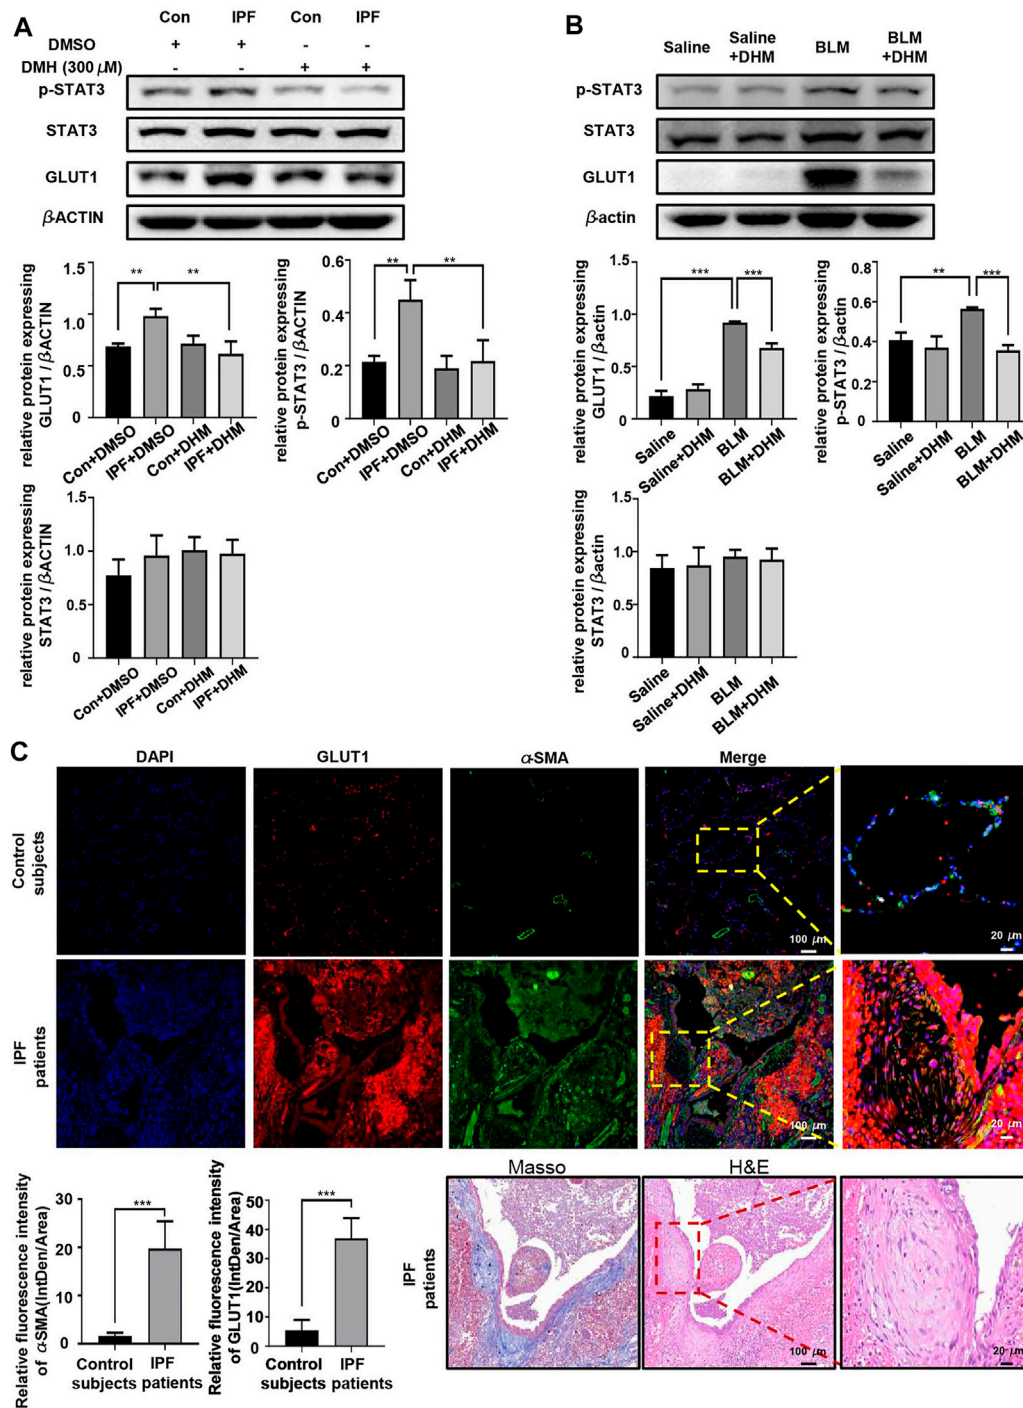 A
Con IPF Con IPF
DMSO + + - -
DMH (300 μM) - - + +
p-STAT3
STAT3
GLUT1
β-ACTIN
relative protein expressing
GLUT1 / βACTIN
1.5
1.0
0.5
0
** **
Con+DMSO
IPF+DMSO
Con+DHM
IPF+DHM
relative protein expressing
p-STAT3 / βACTIN
0.6
0.4
0.2
0
** **
Con+DMSO
IPF+DMSO
Con+DHM
IPF+DHM
relative protein expressing
STAT3 / βACTIN
1.5
1.0
0.5
0
Con+DMSO
IPF+DMSO
Con+DHM
IPF+DHM
B
Saline Saline BLM BLM
+DHM +DHM
p-STAT3
STAT3
GLUT1
β-actin
relative protein expressing
GLUT1 / βactin
1.5
1.0
0.5
0
*** ***
Saline
Saline+DHM
BLM
BLM+DHM
relative protein expressing
p-STAT3 / βactin
0.8
0.6
0.4
0.2
0
** ***
Saline
Saline+DHM
BLM
BLM+DHM
relative protein expressing
STAT3 / βactin
1.5
1.0
0.5
0
Saline
Saline+DHM
BLM
BLM+DHM
C
DAPI GLUT1 α-SMA Merge
Control
subjects
100 μm
20 μm
IPF
patients
100 μm
20 μm
Relative fluorescence intensity
of α-SMA(IntDen/Area)
30
20
10
0
***
Control IPF
subjects patients
Relative fluorescence intensity
of GLUT1(IntDen/Area)
50
40
30
20
10
0
***
Control IPF
subjects patients
Masso H&E
IPF
patients
100 μm
20 μm